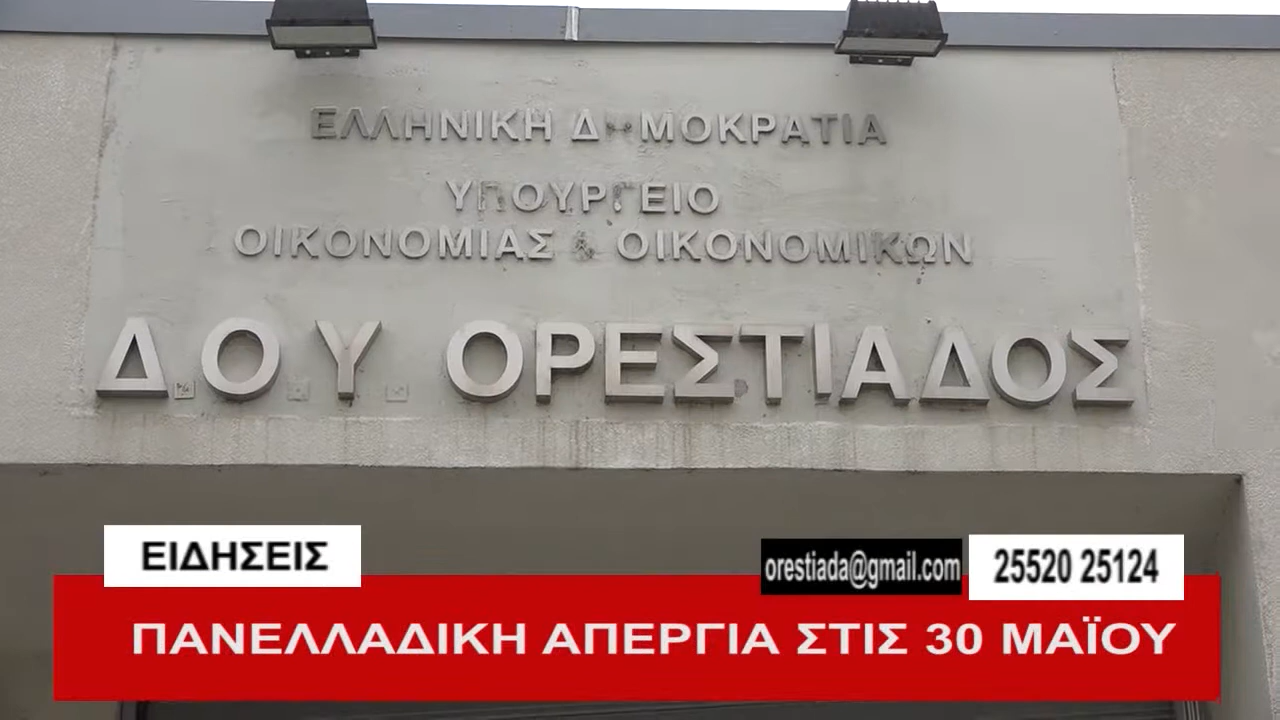 ΕΛΛΗΝΙΚΗ ΔΗΜΟΚΡΑΤΙΑ
ΥΠΟΥΡΓΕΙΟ
ΟΙΚΟΝΟΜΙΑΣ & ΟΙΚΟΝΟΜΙΚΩΝ
Δ.Ο.Υ. ΟΡΕΣΤΙΑΔΟΣ
ΕΙΔΗΣΕΙΣ
orestiada@gmail.com
25520 25124
ΠΑΝΕΛΛΑΔΙΚΗ ΑΠΕΡΓΙΑ ΣΤΙΣ 30 ΜΑΪΟΥ